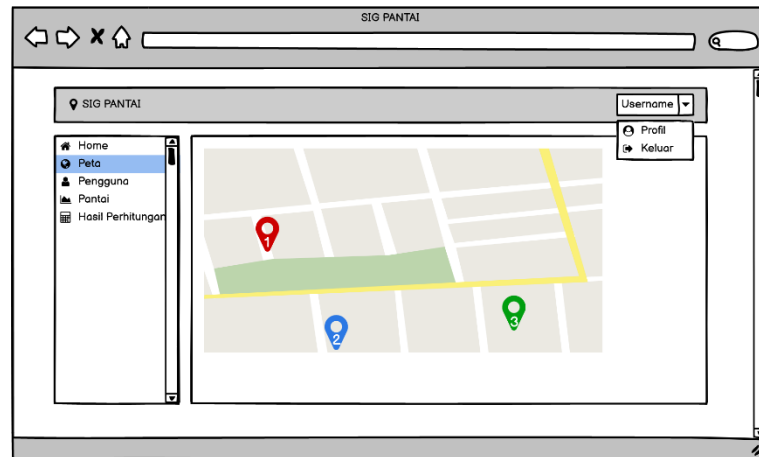 SIG PANTAI
SIG PANTAI
Username
Profil
Keluar
Home
Peta
Pengguna
Pantai
Hasil Perhitungan
1
2
3